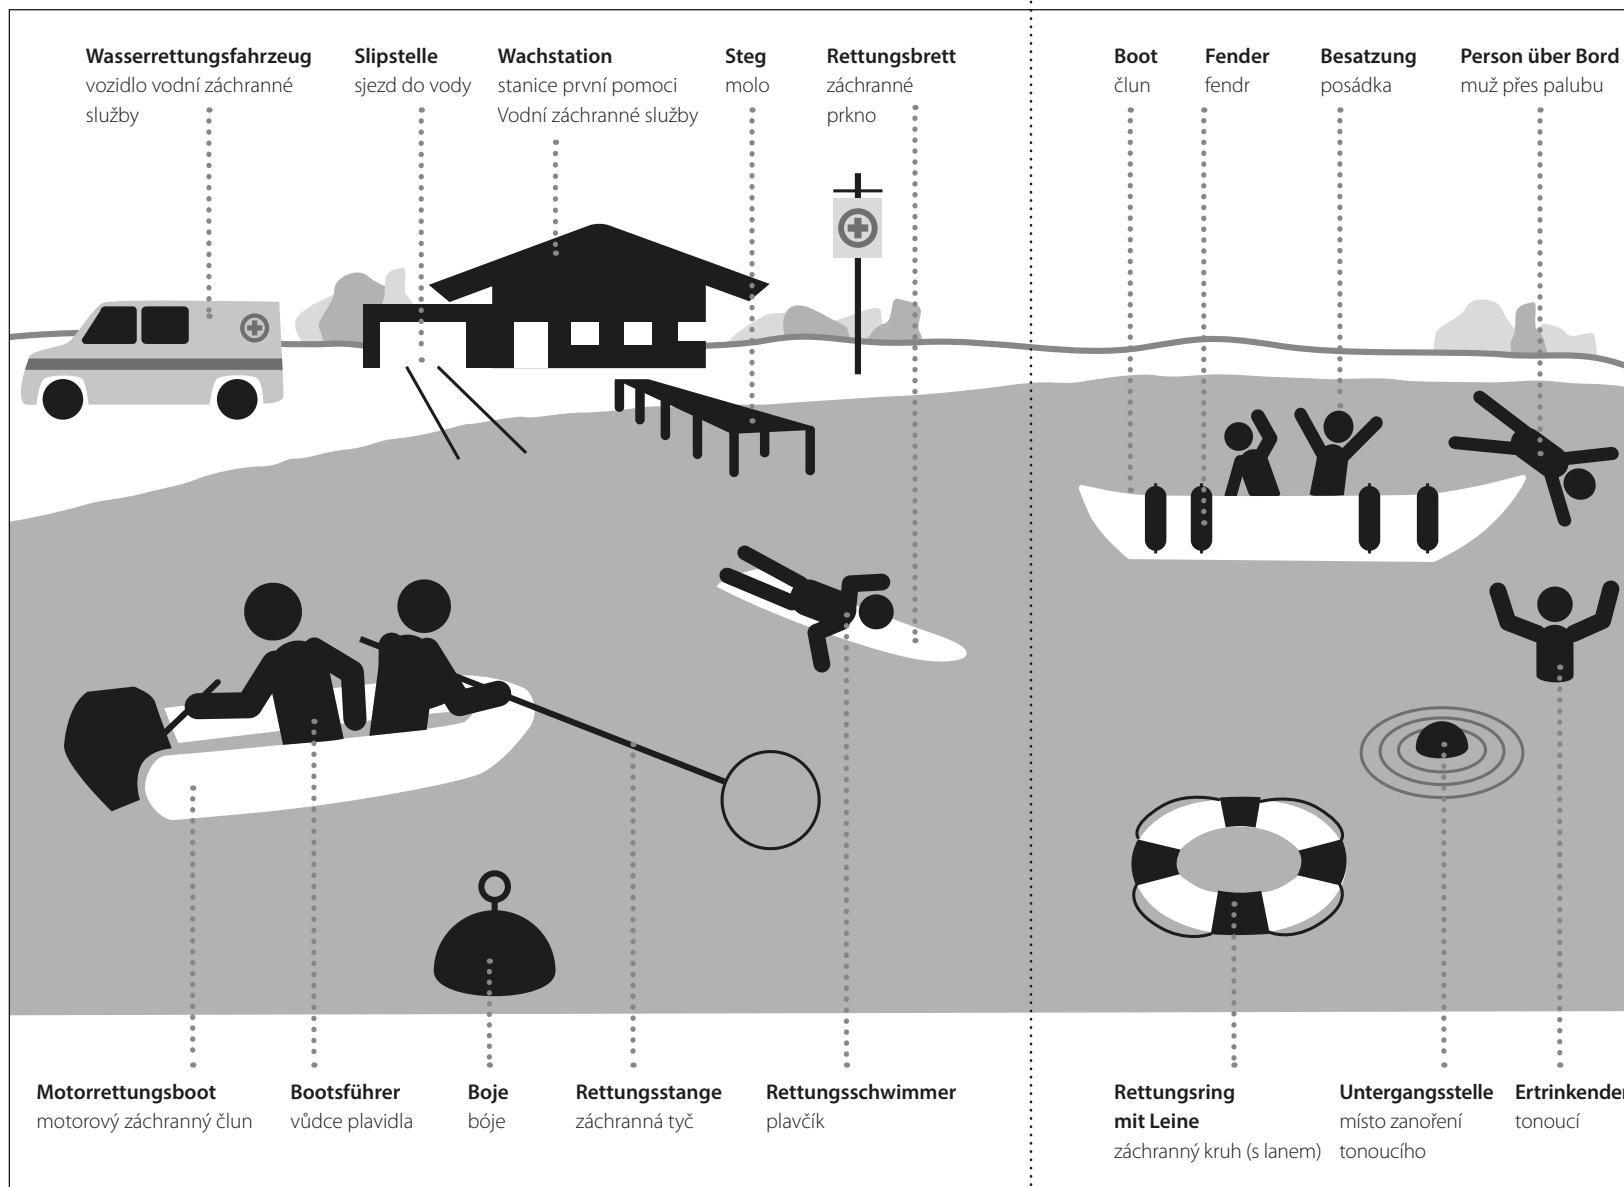 Wasserrettungsfahrzeug
vozidlo vodní záchranné
služby
Slipstelle
sjezd do vody
Wachstation
stanice první pomoci
Vodní záchranné služby
Steg
molo
Rettungsbrett
záchranné
prkno
Boot
člun
Fender
fendr
Besatzung
posádka
Person über Bord
muž přes palubu
Motorrettungsboot
motorový záchranný člun
Bootsführer
vůdce plavidla
Boje
bóje
Rettungsstange
záchranná tyč
Rettungsschwimmer
plavčík
Rettungsring
mit Leine
záchranný kruh (s lanem)
Untergangsstelle
místo zanoření
tonoucího
Ertrinkender
tonoucí